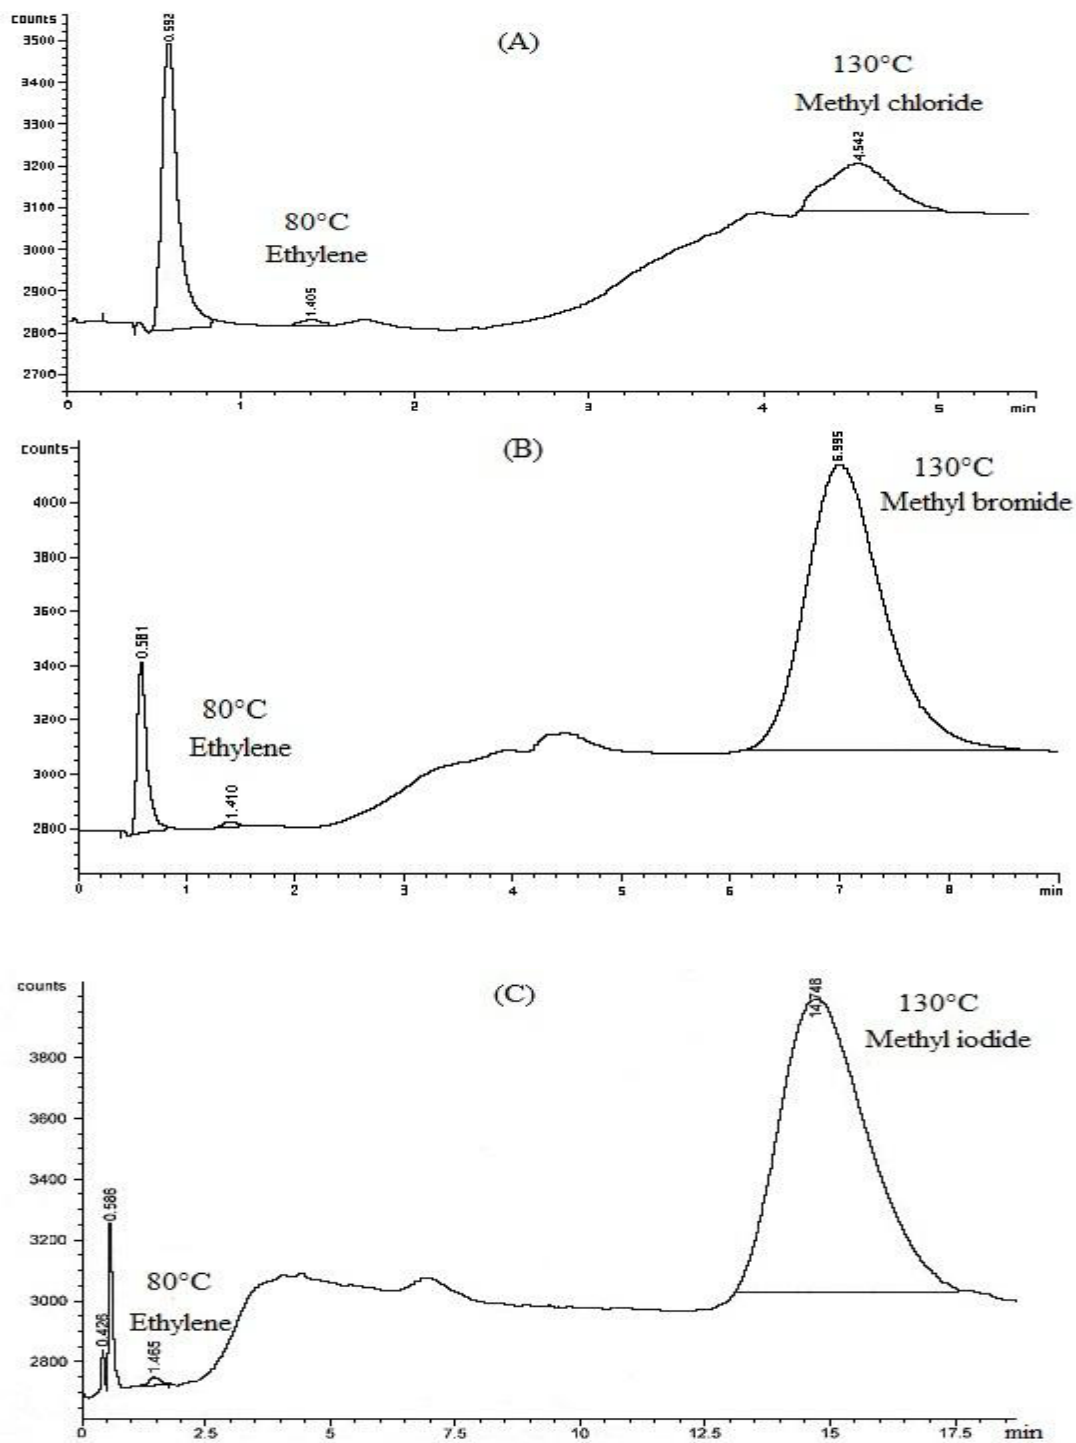 counts
(A)
0.592
3500
3400
3300
3200
3100
3000
2900
2800
2700
130°C
Methyl chloride
4.542
80°C
Ethylene
1.405
0 1 2 3 4 5 min
counts
(B)
6.995
130°C
Methyl bromide
4000
3800
3600
3400
3200
3000
2800
0.581
80°C
Ethylene
1.410
0 1 2 3 4 5 6 7 8 min
counts
(C)
14.748
130°C
Methyl iodide
3800
3600
3400
3200
3000
2800
0.586
0.426
80°C
Ethylene
1.465
0 2.5 5 7.5 10 12.5 15 17.5 min